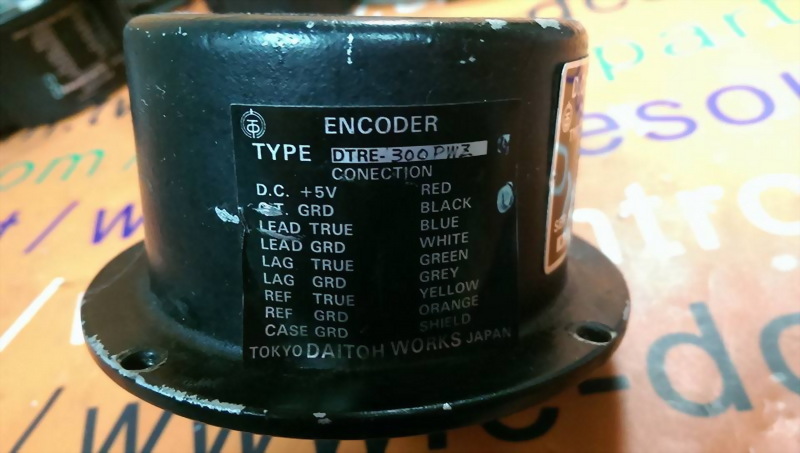 ENCODER
TYPE DTRE-300PW3
CONECTION
D.C. +5V RED
GRD BLACK
LEAD TRUE BLUE
LEAD GRD WHITE
LAG TRUE GREEN
LAG GRD GREY
REF TRUE YELLOW
REF GRD ORANGE
CASE GRD SHIELD
TOKYO DAITOH WORKS JAPAN